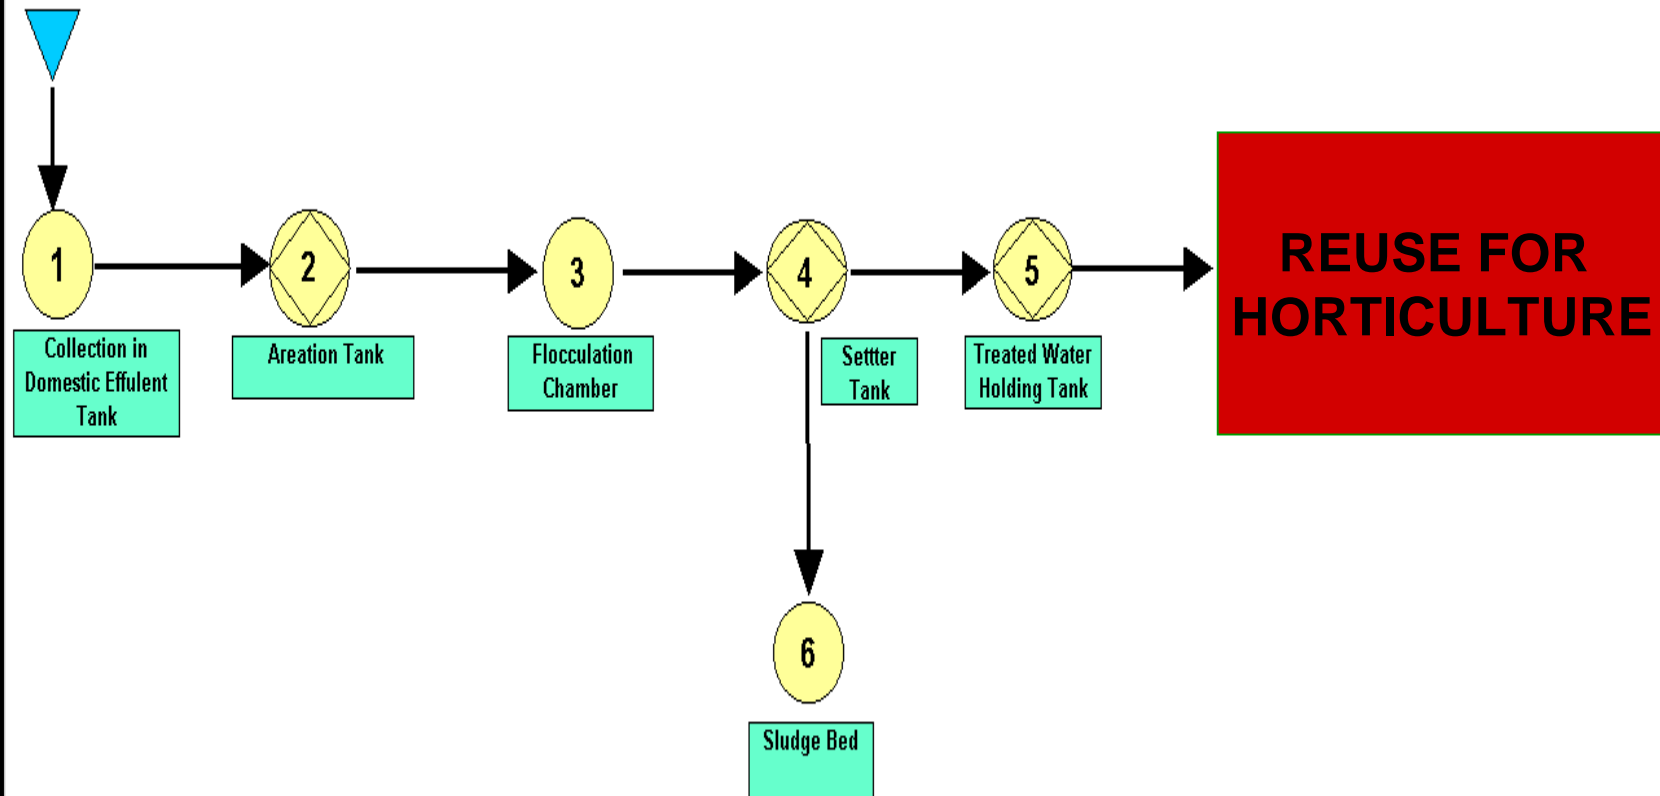 1
Collection in
Domestic Effulent
Tank
2
Areation Tank
3
Flocculation
Chamber
4
Settter
Tank
5
Treated Water
Holding Tank
REUSE FOR
HORTICULTURE
6
Sludge Bed